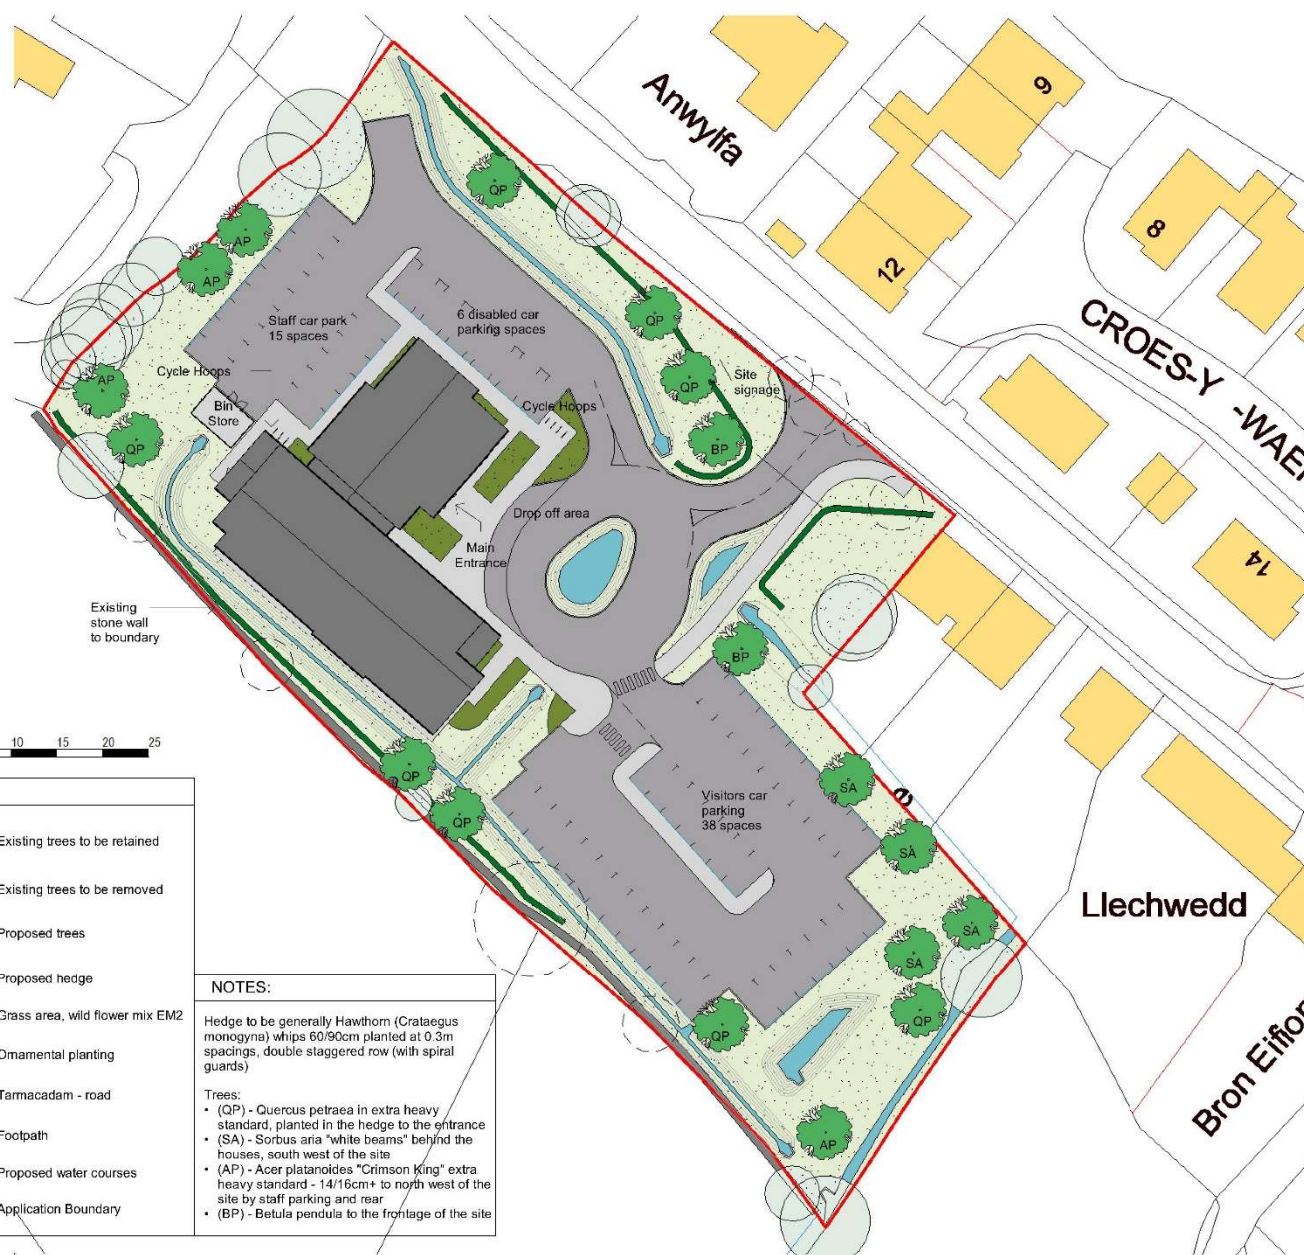 Anwylfa
9
8
12
CROES-Y -WAEN
14
QP
AP
AP
QP
QP
BP
AP
QP
Staff car park
15 spaces
6 disabled car
parking spaces
Cycle Hoops
Bin
Store
Cycle Hoops
Site
signage
Drop off area
Main
Entrance
Existing
stone wall
to boundary
BP
QP
QP
SA
SA
SA
SA
QP
QP
AP
Visitors car
parking
38 spaces
Llechwedd
Bron Eifion
10 15 20 25
Existing trees to be retained
Existing trees to be removed
Proposed trees
Proposed hedge
Grass area, wild flower mix EM2
Ornamental planting
Tarmacadam - road
Footpath
Proposed water courses
Application Boundary
NOTES:
Hedge to be generally Hawthorn (Crataegus
monogyna) whips 60/90cm planted at 0.3m
spacings, double staggered row (with spiral
guards)
Trees:
• (QP) - Quercus petraea in extra heavy
standard, planted in the hedge to the entrance
• (SA) - Sorbus aria "white beams" behind the
houses, south west of the site
• (AP) - Acer platanoides "Crimson King" extra
heavy standard - 14/16cm+ to north west of the
site by staff parking and rear
• (BP) - Betula pendula to the frontage of the site